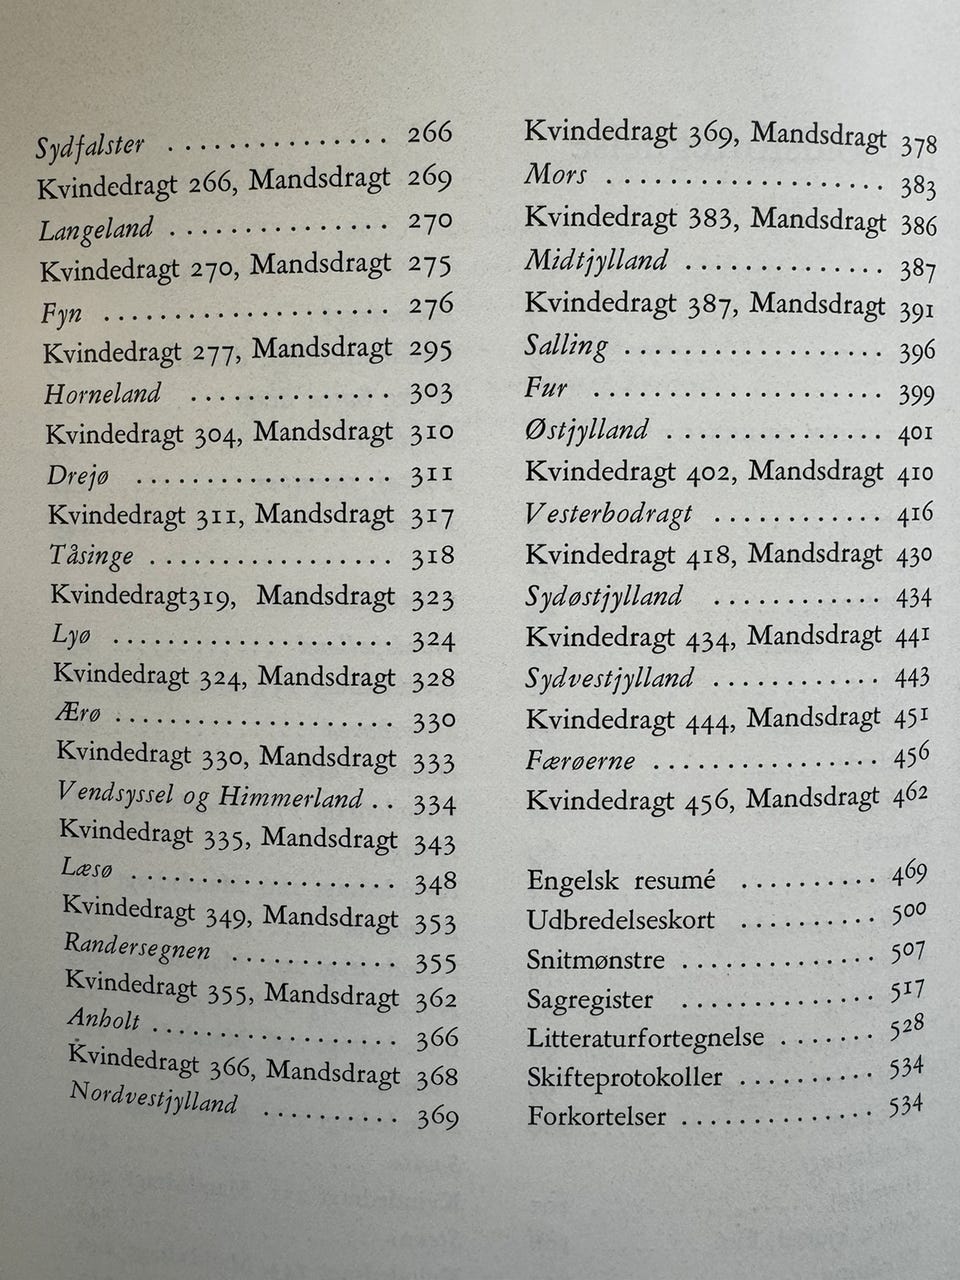 Sydfalster . . . . . . . . . . . . . . . . 266
Kvindedragt 266, Mandsdragt 269
Langeland . . . . . . . . . . . . . . . . 270
Kvindedragt 270, Mandsdragt 275
Fyn . . . . . . . . . . . . . . . . . . . . . 276
Kvindedragt 277, Mandsdragt 295
Horneland . . . . . . . . . . . . . . 303
Kvindedragt 304, Mandsdragt 310
Drejø . . . . . . . . . . . . . . . . . . 311
Kvindedragt 311, Mandsdragt 317
Tåsinge . . . . . . . . . . . . . . . . . 318
Kvindedragt319, Mandsdragt 323
Lyø . . . . . . . . . . . . . . . . . . . . 324
Kvindedragt 324, Mandsdragt 328
Ærø . . . . . . . . . . . . . . . . . . . . 330
Kvindedragt 330, Mandsdragt 333
Vendsyssel og Himmerland . . 334
Kvindedragt 335, Mandsdragt 343
Læsø . . . . . . . . . . . . . . . . . . . 348
Kvindedragt 349, Mandsdragt 353
Randersegnen . . . . . . . . . . . . 355
Kvindedragt 355, Mandsdragt 362
Anholt . . . . . . . . . . . . . . . . . . 366
Kvindedragt 366, Mandsdragt 368
Nordvestjylland . . . . . . . . . . 369
Kvindedragt 369, Mandsdragt 378
Mors . . . . . . . . . . . . . . . . . . . . 383
Kvindedragt 383, Mandsdragt 386
Midtjylland . . . . . . . . . . . . . . 387
Kvindedragt 387, Mandsdragt 391
Salling . . . . . . . . . . . . . . . . . . . 396
Fur . . . . . . . . . . . . . . . . . . . . . 399
Østjylland . . . . . . . . . . . . . . . . 401
Kvindedragt 402, Mandsdragt 410
Vesterbodragt . . . . . . . . . . . . 416
Kvindedragt 418, Mandsdragt 430
Sydøstjylland . . . . . . . . . . . . 434
Kvindedragt 434, Mandsdragt 441
Sydvestjylland . . . . . . . . . . . . 443
Kvindedragt 444, Mandsdragt 451
Færøerne . . . . . . . . . . . . . . . . 456
Kvindedragt 456, Mandsdragt 462
Engelsk resumé . . . . . . . . . . 469
Udbredelseskort . . . . . . . . . . 500
Snitmønstre . . . . . . . . . . . . . . 507
Sagregister . . . . . . . . . . . . . . 517
Litteraturfortegnelse . . . . . . . 528
Skifteprotokoller . . . . . . . . . . 534
Forkortelser . . . . . . . . . . . . . . 534